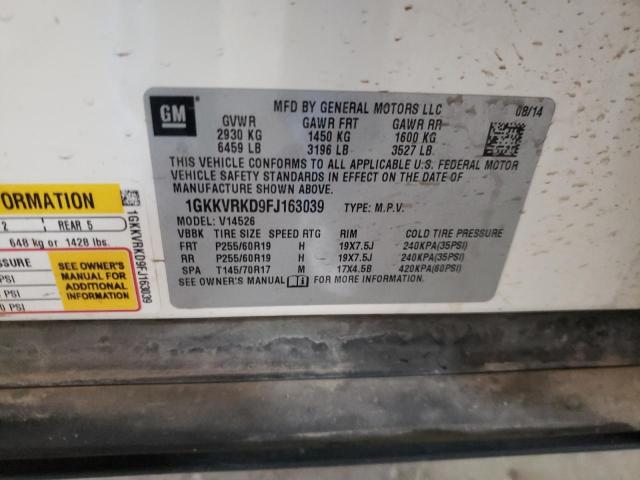 GM
MFD BY GENERAL MOTORS LLC
08/14
GVWR GAWR FRT GAWR RR
2930 KG 1450 KG 1600 KG
6459 LB 3196 LB 3527 LB
THIS VEHICLE CONFORMS TO ALL APPLICABLE U.S. FEDERAL MOTOR
VEHICLE SAFETY STANDARDS IN EFFECT ON THE DATE OF
MANUFACTURE SHOWN ABOVE.
1GKKVRKD9FJ163039 TYPE: M.P.V.
MODEL: V14526
VBBK TIRE SIZE SPEED RTG RIM COLD TIRE PRESSURE
FRT P255/60R19 H 19X7.5J 240KPA(35PSI)
RR P255/60R19 H 19X7.5J 240KPA(35PSI)
SPA T145/70R17 M 17X4.5B 420KPA(60PSI)
SEE OWNER'S MANUAL FOR MORE INFORMATION.
FORMATION
2 REAR 5
648 kg or 1428 lbs.
SSURE
PSI)
PSI)
PSI
SEE OWNER'S
MANUAL FOR
ADDITIONAL
INFORMATION
1GKKVRKD9FJ163039